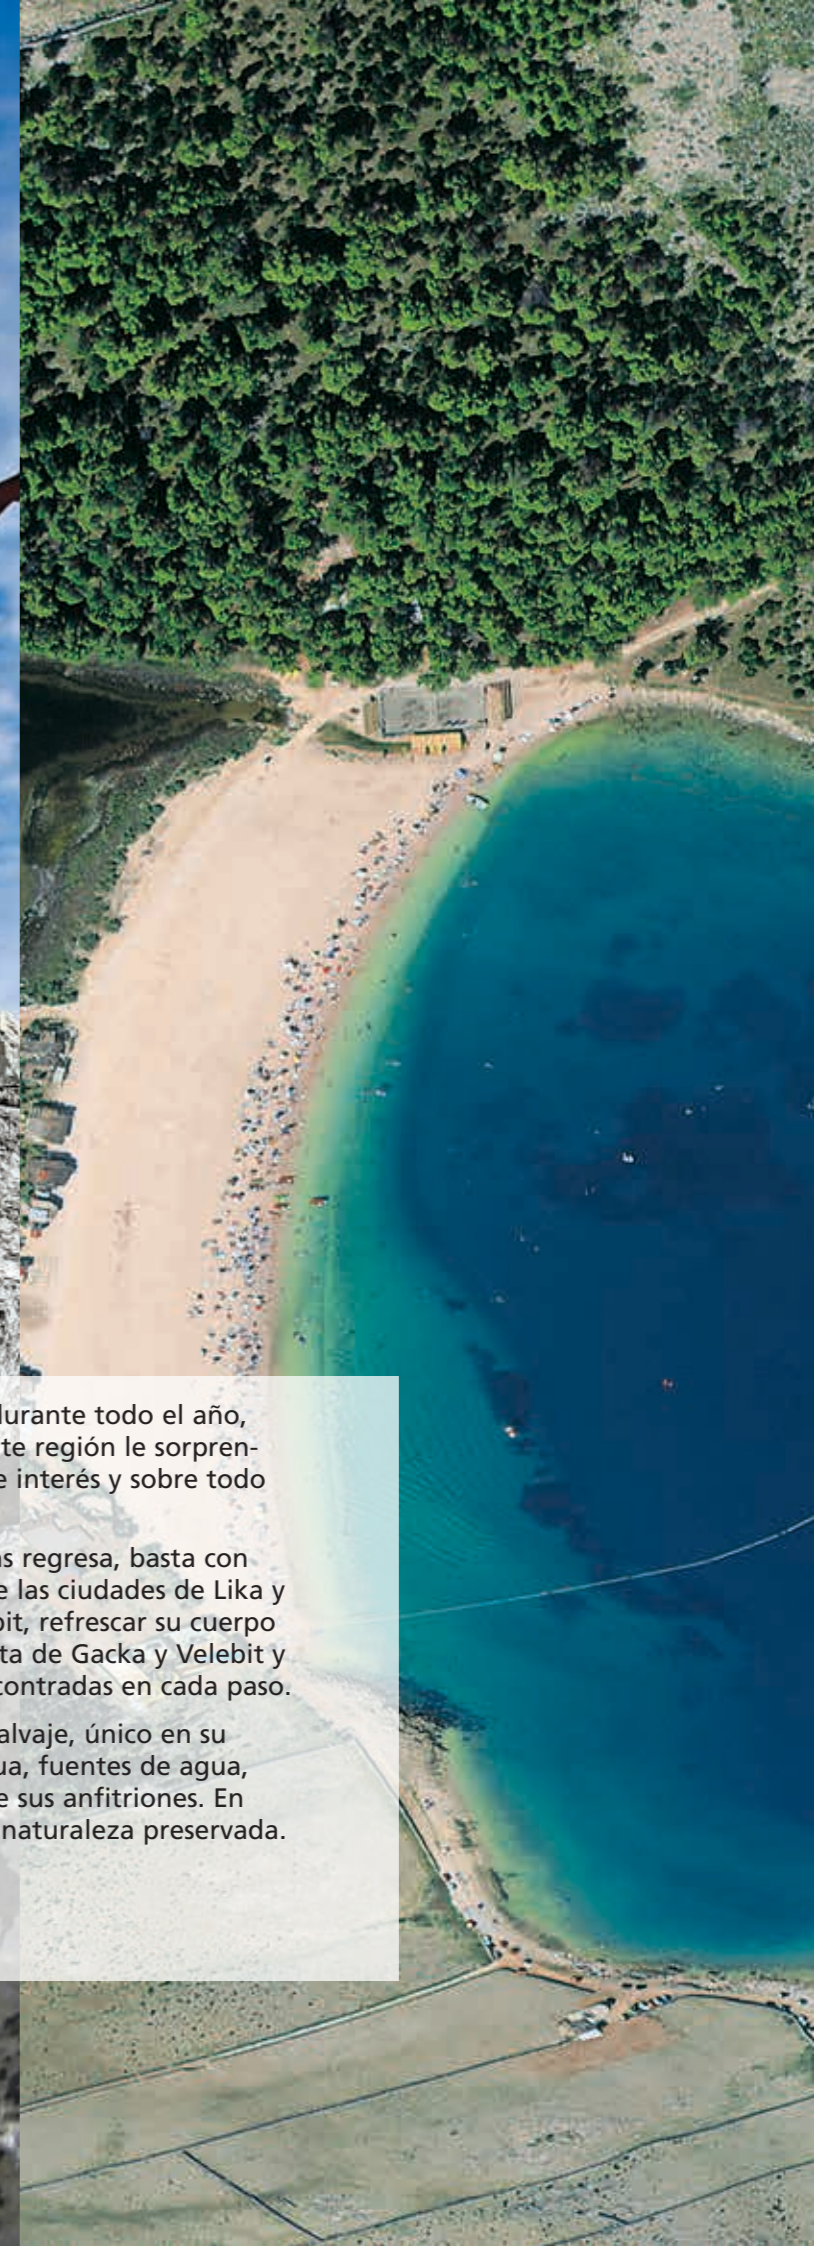 durante todo el año,
te región le sorpren-
e interés y sobre todo
as regresa, basta con
e las ciudades de Lika y
bit, refrescar su cuerpo
ta de Gacka y Velebit y
contradas en cada paso.
alvaje, único en su
ua, fuentes de agua,
e sus anfitriones. En
naturaleza preservada.